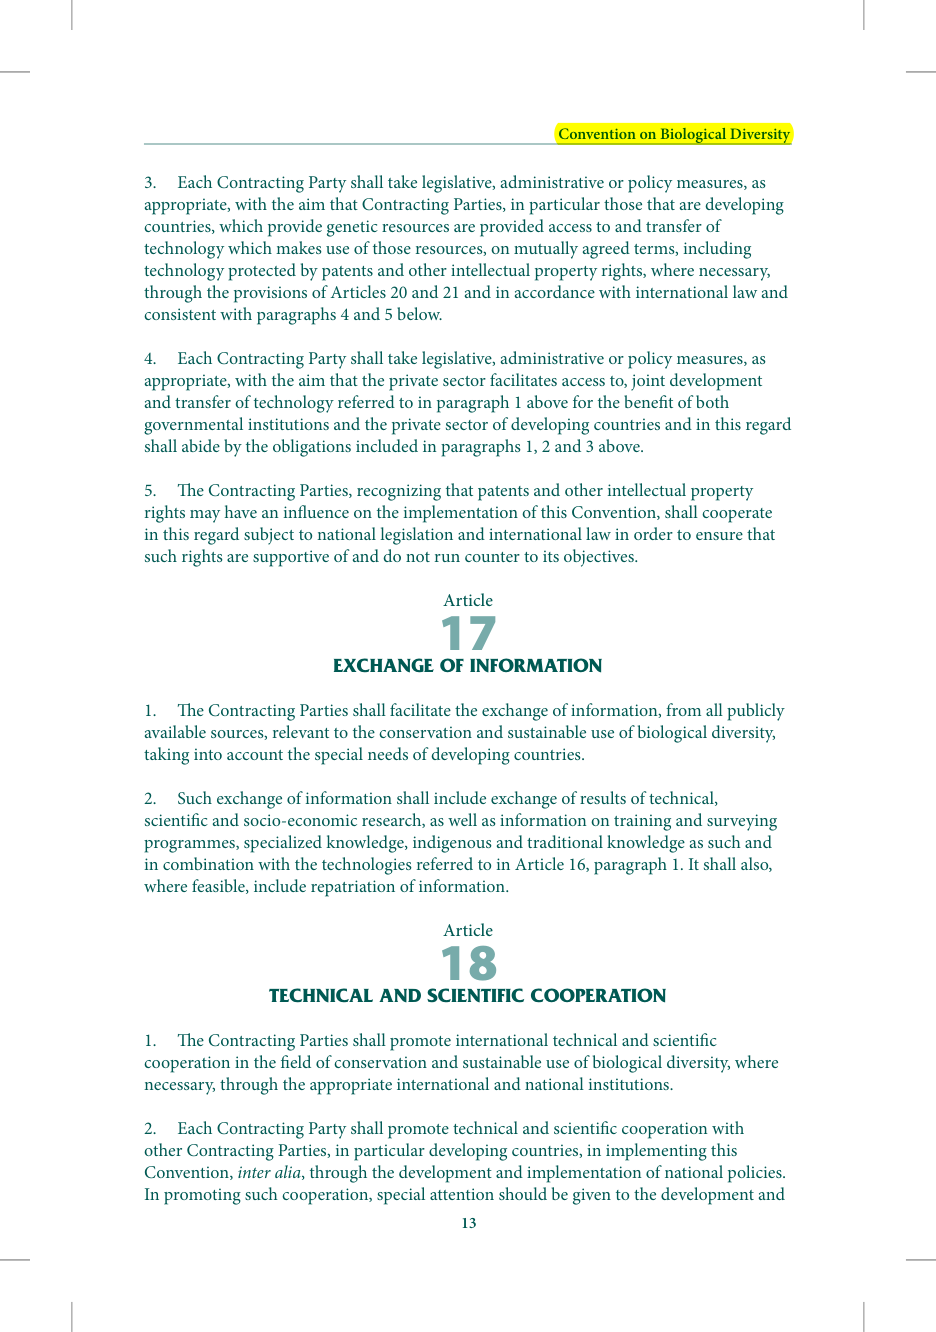 Convention on Biological Diversity
3. Each Contracting Party shall take legislative, administrative or policy measures, as
appropriate, with the aim that Contracting Parties, in particular those that are developing
countries, which provide genetic resources are provided access to and transfer of
technology which makes use of those resources, on mutually agreed terms, including
technology protected by patents and other intellectual property rights, where necessary,
through the provisions of Articles 20 and 21 and in accordance with international law and
consistent with paragraphs 4 and 5 below.
4. Each Contracting Party shall take legislative, administrative or policy measures, as
appropriate, with the aim that the private sector facilitates access to, joint development
and transfer of technology referred to in paragraph 1 above for the benefit of both
governmental institutions and the private sector of developing countries and in this regard
shall abide by the obligations included in paragraphs 1, 2 and 3 above.
5. The Contracting Parties, recognizing that patents and other intellectual property
rights may have an influence on the implementation of this Convention, shall cooperate
in this regard subject to national legislation and international law in order to ensure that
such rights are supportive of and do not run counter to its objectives.
Article
17
EXCHANGE OF INFORMATION
1. The Contracting Parties shall facilitate the exchange of information, from all publicly
available sources, relevant to the conservation and sustainable use of biological diversity,
taking into account the special needs of developing countries.
2. Such exchange of information shall include exchange of results of technical,
scientific and socio-economic research, as well as information on training and surveying
programmes, specialized knowledge, indigenous and traditional knowledge as such and
in combination with the technologies referred to in Article 16, paragraph 1. It shall also,
where feasible, include repatriation of information.
Article
18
TECHNICAL AND SCIENTIFIC COOPERATION
1. The Contracting Parties shall promote international technical and scientific
cooperation in the field of conservation and sustainable use of biological diversity, where
necessary, through the appropriate international and national institutions.
2. Each Contracting Party shall promote technical and scientific cooperation with
other Contracting Parties, in particular developing countries, in implementing this
Convention, inter alia, through the development and implementation of national policies.
In promoting such cooperation, special attention should be given to the development and
13